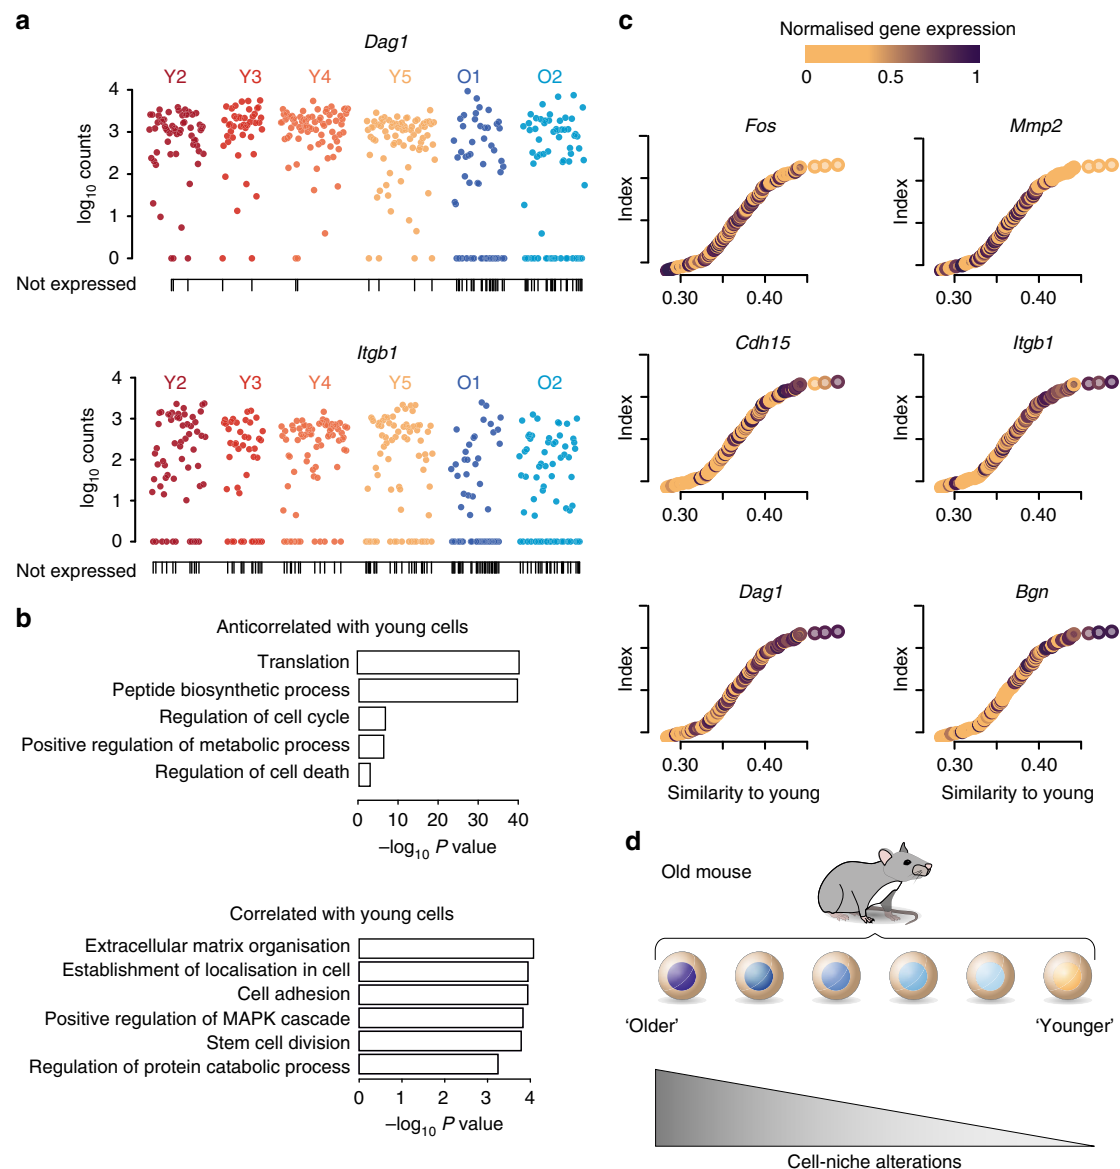 a
Dag1
Y2 Y3 Y4 Y5 O1 O2
4
3
2
1
0
log10 counts
Not expressed
Itgb1
Y2 Y3 Y4 Y5 O1 O2
4
3
2
1
0
log10 counts
Not expressed
b
Anticorrelated with young cells
Translation
Peptide biosynthetic process
Regulation of cell cycle
Positive regulation of metabolic process
Regulation of cell death
0 10 20 30 40
–log10 P value
Correlated with young cells
Extracellular matrix organisation
Establishment of localisation in cell
Cell adhesion
Positive regulation of MAPK cascade
Stem cell division
Regulation of protein catabolic process
0 1 2 3 4
–log10 P value
c
Normalised gene expression
0 0.5 1
Fos
Index
0.30 0.40
Mmp2
Index
0.30 0.40
Cdh15
Index
0.30 0.40
Itgb1
Index
0.30 0.40
Dag1
Index
0.30 0.40
Similarity to young
Bgn
Index
0.30 0.40
Similarity to young
d
Old mouse
‘Older’ ‘Younger’
Cell-niche alterations